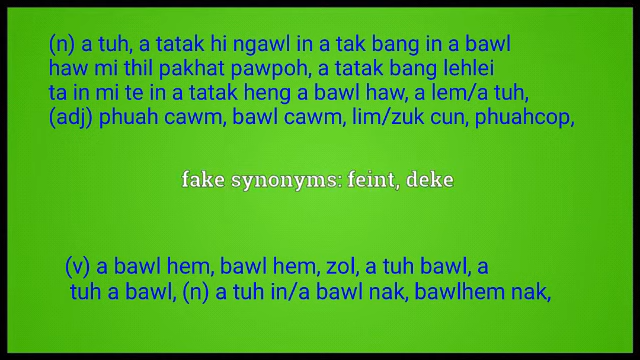 (n) a tuh, a tatak hi ngawl in a tak bang in a bawl
haw mi thil pakhat pawpoh, a tatak bang lehlei
ta in mi te in a tatak heng a bawl haw, a lem/a tuh,
(adj) phuah cawm, bawl cawm, lim/zuk cun, phuahcop,
fake synonyms: feint, deke
(v) a bawl hem, bawl hem, zol, a tuh bawl, a
tuh a bawl, (n) a tuh in/a bawl nak, bawlhem nak,